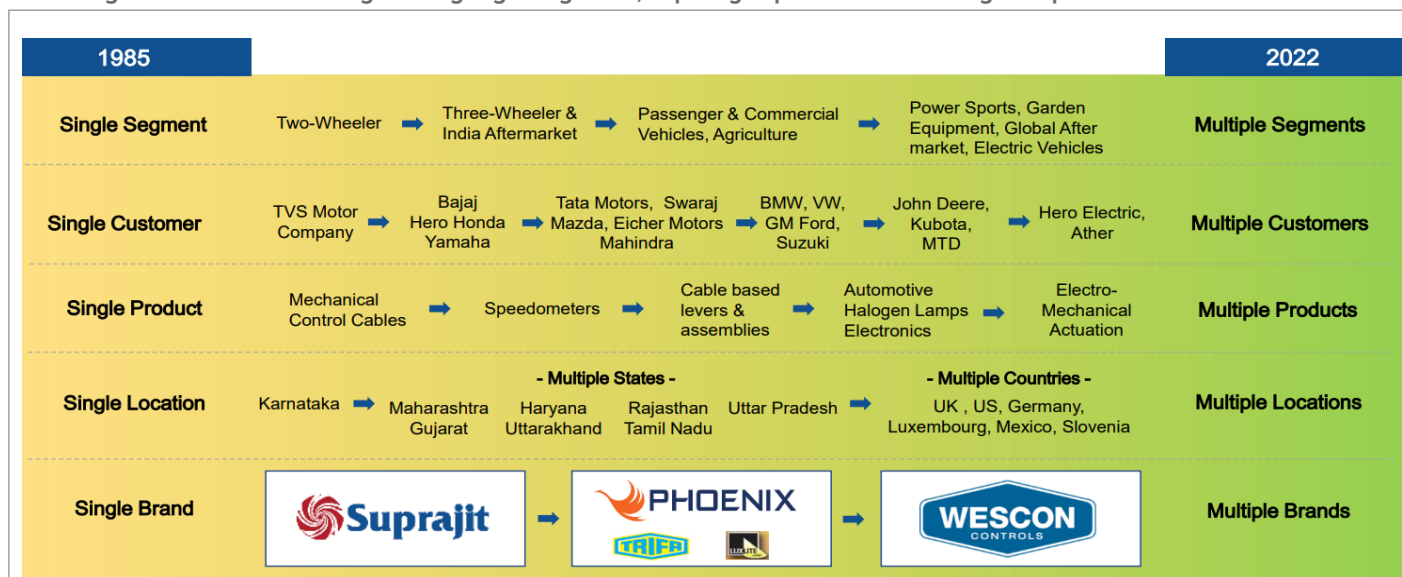 1985
2022
Single Segment
Two-Wheeler
Three-Wheeler &
India Aftermarket
Passenger & Commercial
Vehicles, Agriculture
Power Sports, Garden
Equipment, Global After
market, Electric Vehicles
Multiple Segments
Single Customer
TVS Motor
Company
Bajaj
Hero Honda
Yamaha
Tata Motors, Swaraj
Mazda, Eicher Motors
Mahindra
BMW, VW,
GM Ford,
Suzuki
John Deere,
Kubota,
MTD
Hero Electric,
Ather
Multiple Customers
Single Product
Mechanical
Control Cables
Speedometers
Cable based
levers &
assemblies
Automotive
Halogen Lamps
Electronics
Electro-
Mechanical
Actuation
Multiple Products
Single Location
Karnataka
- Multiple States -
Maharashtra
Gujarat
Haryana
Uttarakhand
Rajasthan
Tamil Nadu
Uttar Pradesh
- Multiple Countries -
UK , US, Germany,
Luxembourg, Mexico, Slovenia
Multiple Locations
Single Brand
Suprajit
PHOENIX
TRIFA
LUXLITE
WESCON
CONTROLS
Multiple Brands